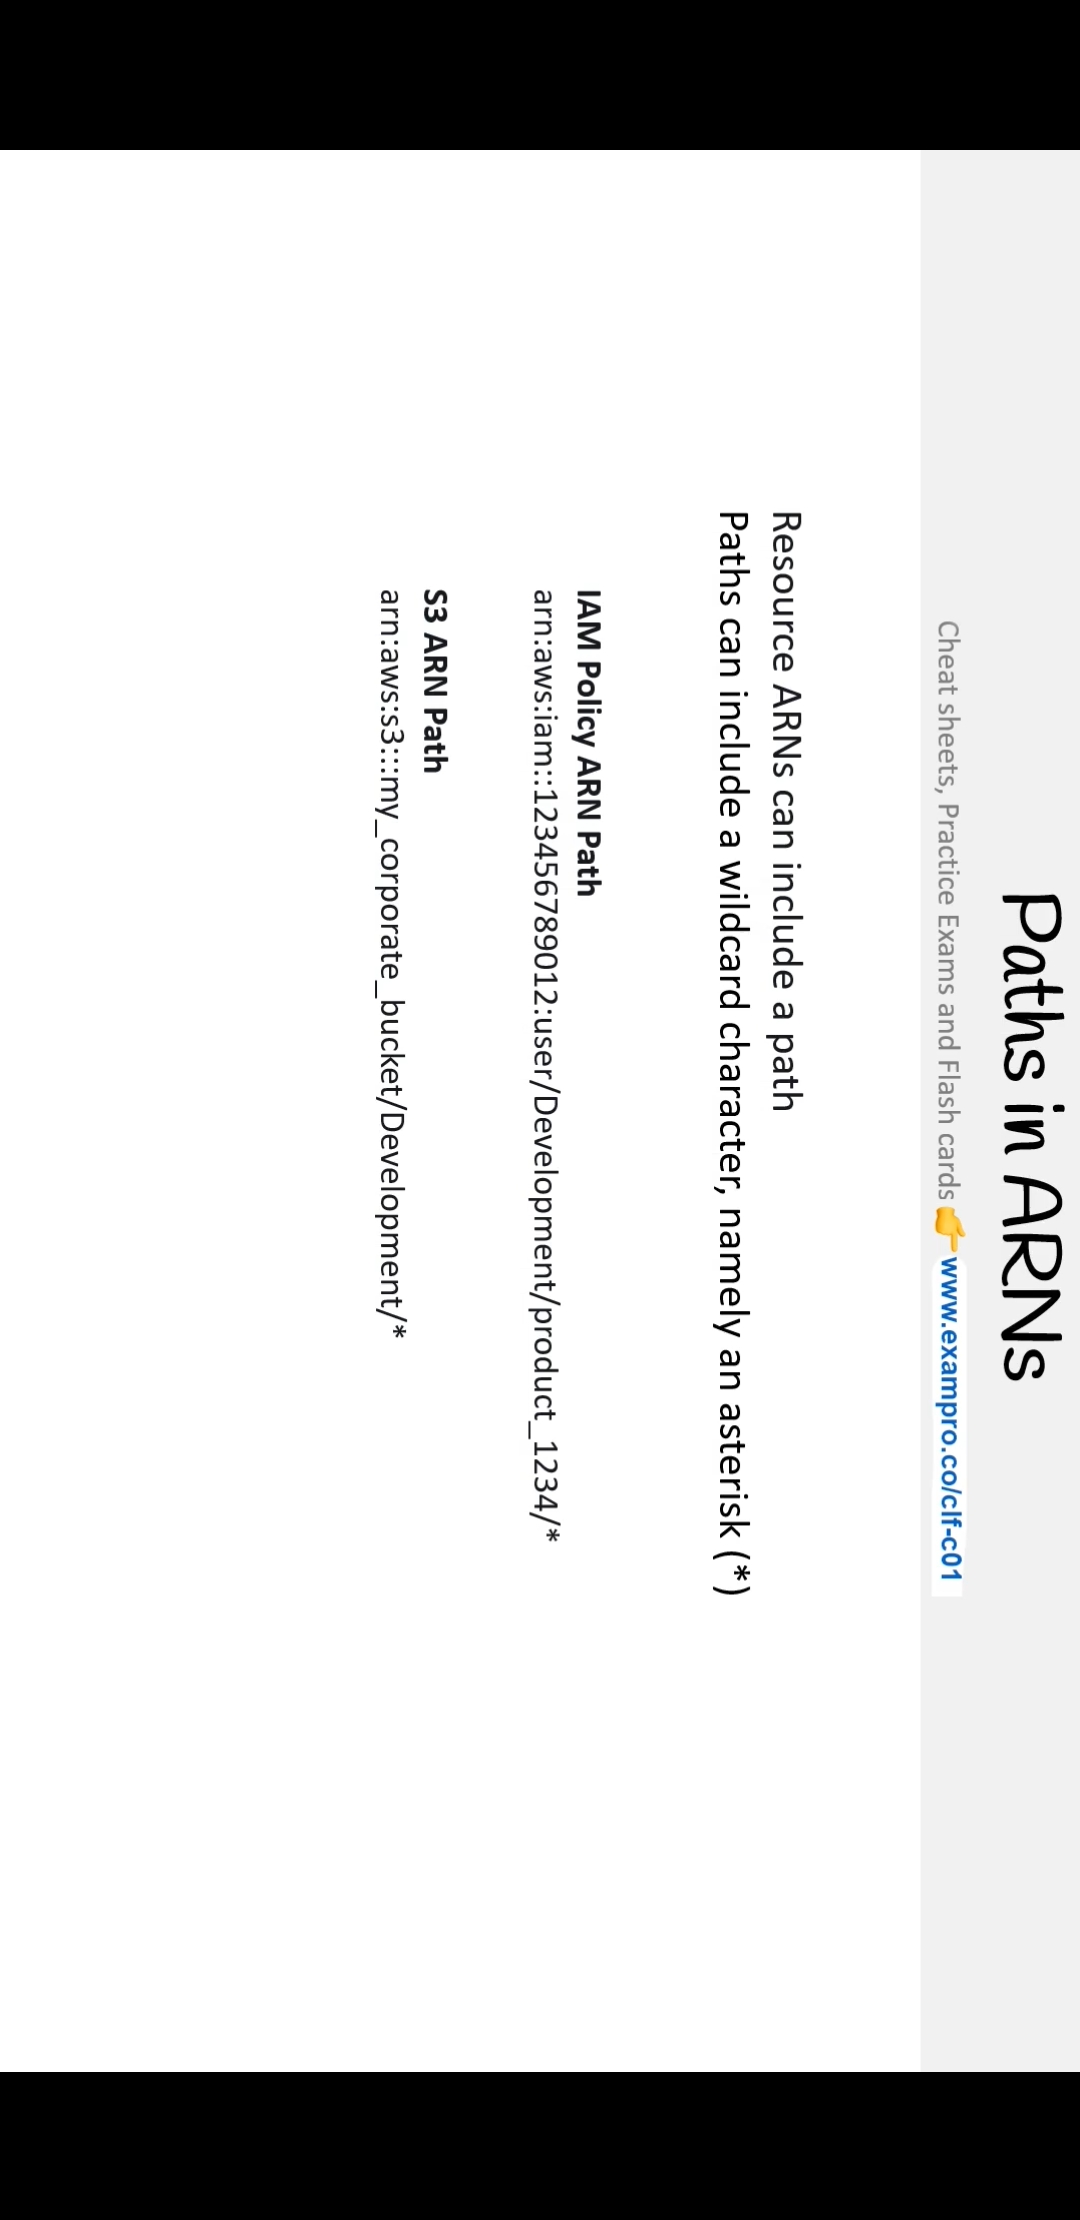 Paths in ARNs
Cheat sheets, Practice Exams and Flash cards 👉 www.exampro.co/clf-c01
Resource ARNs can include a path
Paths can include a wildcard character, namely an asterisk (*)
IAM Policy ARN Path
arn:aws:iam::123456789012:user/Development/product_1234/*
S3 ARN Path
arn:aws:s3:::my_corporate_bucket/Development/*